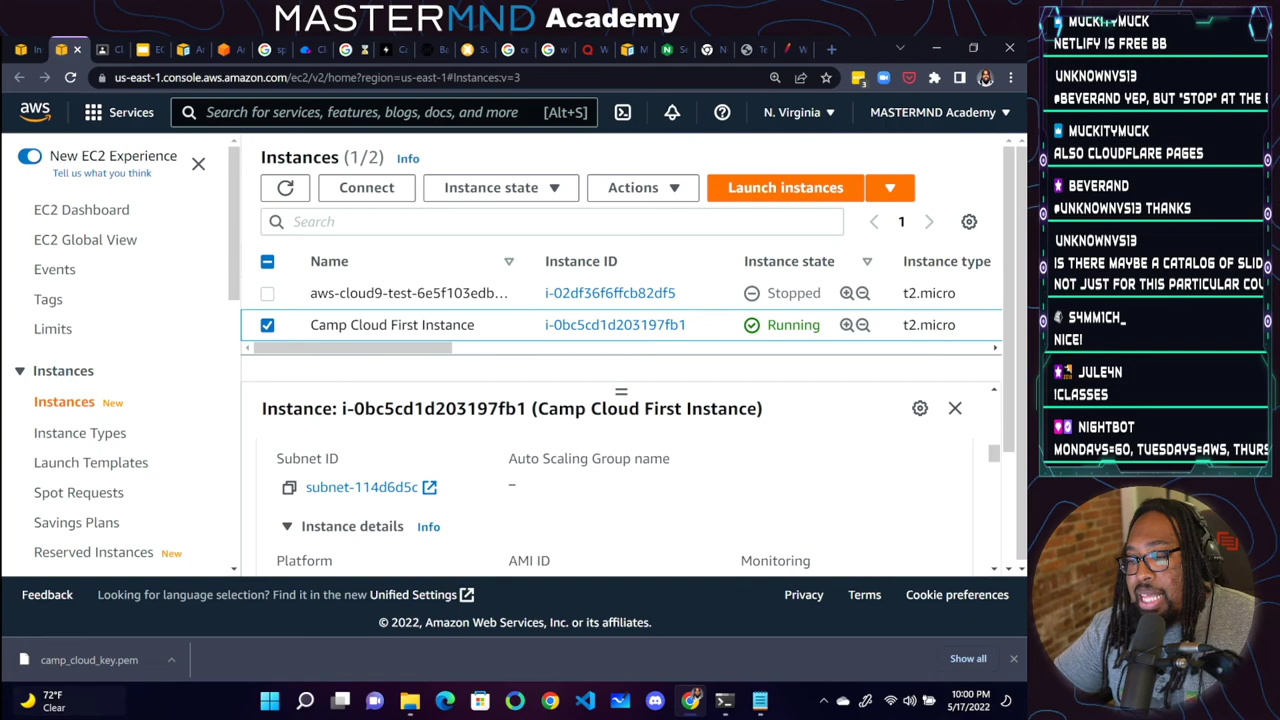 MASTERMND Academy
us-east-1.console.aws.amazon.com/ec2/v2/home?region=us-east-1#Instances:v=3
aws
Services
Search for services, features, blogs, docs, and more [Alt+S]
N. Virginia
MASTERMND Academy
New EC2 Experience
Tell us what you think
EC2 Dashboard
EC2 Global View
Events
Tags
Limits
Instances
Instances New
Instance Types
Launch Templates
Spot Requests
Savings Plans
Reserved Instances New
Instances (1/2) Info
Connect
Instance state
Actions
Launch instances
Search
1
Name
Instance ID
Instance state
Instance type
aws-cloud9-test-6e5f103edb...
i-02df36f6ffcb82df5
Stopped
t2.micro
Camp Cloud First Instance
i-0bc5cd1d203197fb1
Running
t2.micro
Instance: i-0bc5cd1d203197fb1 (Camp Cloud First Instance)
Subnet ID
Auto Scaling Group name
subnet-114d6d5c
–
Instance details Info
Platform
AMI ID
Monitoring
Feedback
Looking for language selection? Find it in the new Unified Settings
Privacy
Terms
Cookie preferences
© 2022, Amazon Web Services, Inc. or its affiliates.
camp_cloud_key.pem
Show all
72°F
Clear
10:00 PM
5/17/2022
MUCKITYMUCK
NETLIFY IS FREE BB
UNKNOWNVS13
@BEVERAND YEP, BUT "STOP" AT THE
MUCKITYMUCK
ALSO CLOUDFLARE PAGES
BEVERAND
@UNKNOWNVS13 THANKS
UNKNOWNVS13
IS THERE MAYBE A CATALOG OF SLID
NOT JUST FOR THIS PARTICULAR COU
S4MM1CH_
NICE!
JULE4N
!CLASSES
NIGHTBOT
MONDAYS=GO, TUESDAYS=AWS, THURS